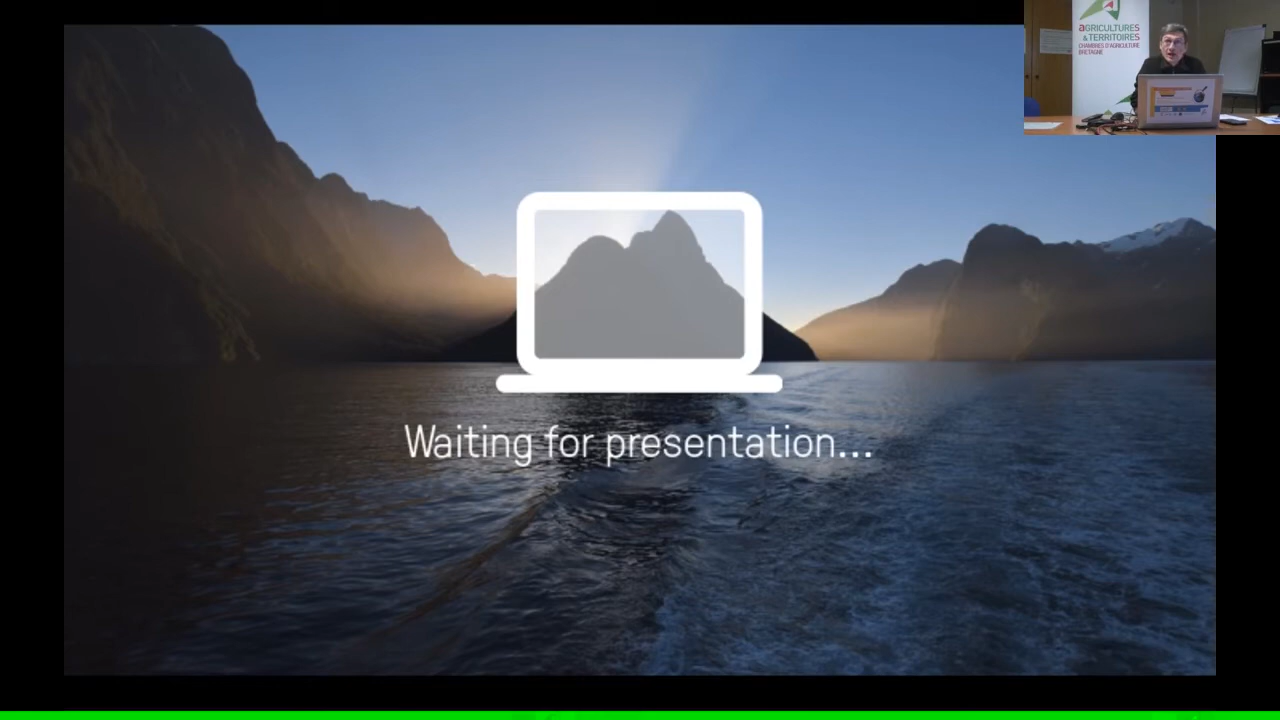 aGRICULTURES
& TERRITOIRES
CHAMBRES D'AGRICULTURE
BRETAGNE
Waiting for presentation...